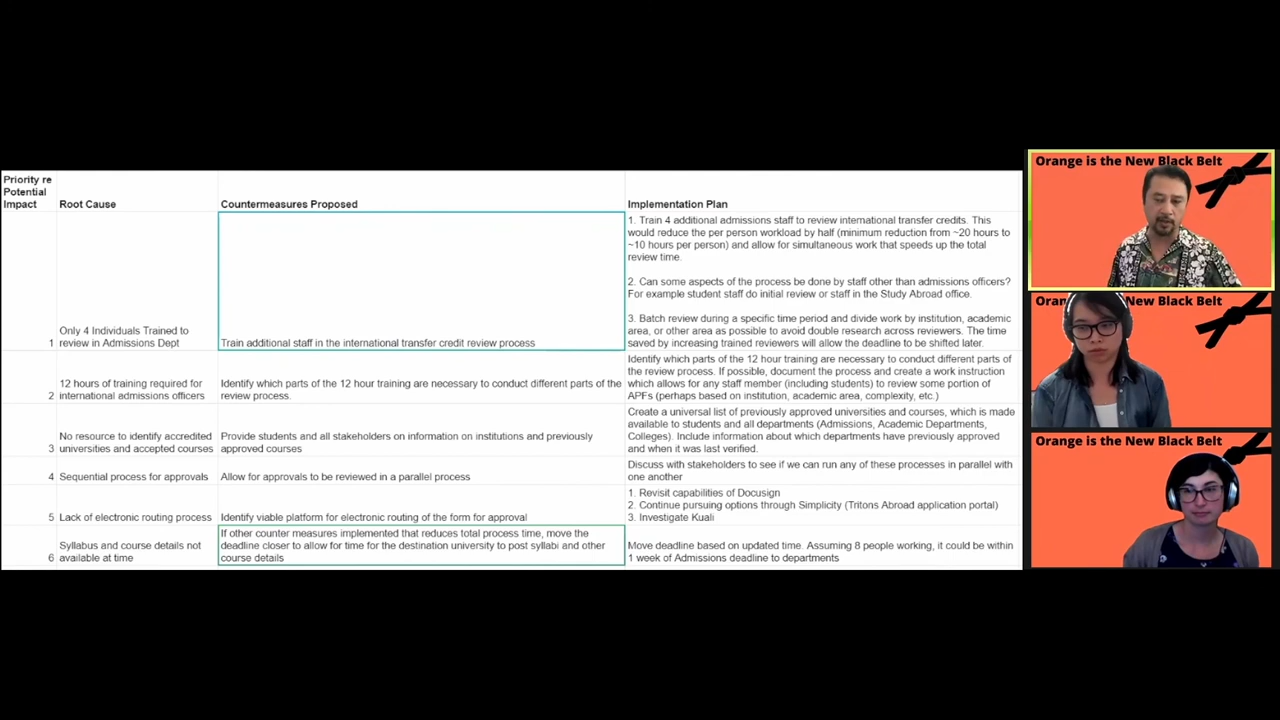 Priority re
Potential
Impact
Root Cause
Countermeasures Proposed
Implementation Plan
1
Only 4 Individuals Trained to
review in Admissions Dept
Train additional staff in the international transfer credit review process
1. Train 4 additional admissions staff to review international transfer credits. This
would reduce the per person workload by half (minimum reduction from ~20 hours to
~10 hours per person) and allow for simultaneous work that speeds up the total
review time.
2. Can some aspects of the process be done by staff other than admissions officers?
For example student staff do initial review or staff in the Study Abroad office.
3. Batch review during a specific time period and divide work by institution, academic
area, or other area as possible to avoid double research across reviewers. The time
saved by increasing trained reviewers will allow the deadline to be shifted later.
2
12 hours of training required for
international admissions officers
Identify which parts of the 12 hour training are necessary to conduct different parts of the
review process.
Identify which parts of the 12 hour training are necessary to conduct different parts of
the review process. If possible, document the process and create a work instruction
which allows for any staff member (including students) to review some portion of
APFs (perhaps based on institution, academic area, complexity, etc.)
3
No resource to identify accredited
universities and accepted courses
Provide students and all stakeholders on information on institutions and previously
approved courses
Create a universal list of previously approved universities and courses, which is made
available to students and all departments (Admissions, Academic Departments,
Colleges). Include information about which departments have previously approved
and when it was last verified.
4
Sequential process for approvals
Allow for approvals to be reviewed in a parallel process
Discuss with stakeholders to see if we can run any of these processes in parallel with
one another
5
Lack of electronic routing process
Identify viable platform for electronic routing of the form for approval
1. Revisit capabilities of Docusign
2. Continue pursuing options through Simplicity (Tritons Abroad application portal)
3. Investigate Kuali
6
Syllabus and course details not
available at time
If other counter measures implemented that reduces total process time, move the
deadline closer to allow for time for the destination university to post syllabi and other
course details
Move deadline based on updated time. Assuming 8 people working, it could be within
1 week of Admissions deadline to departments
Orange is the New Black Belt
Oran New Black Belt
Orange is the New Black Belt